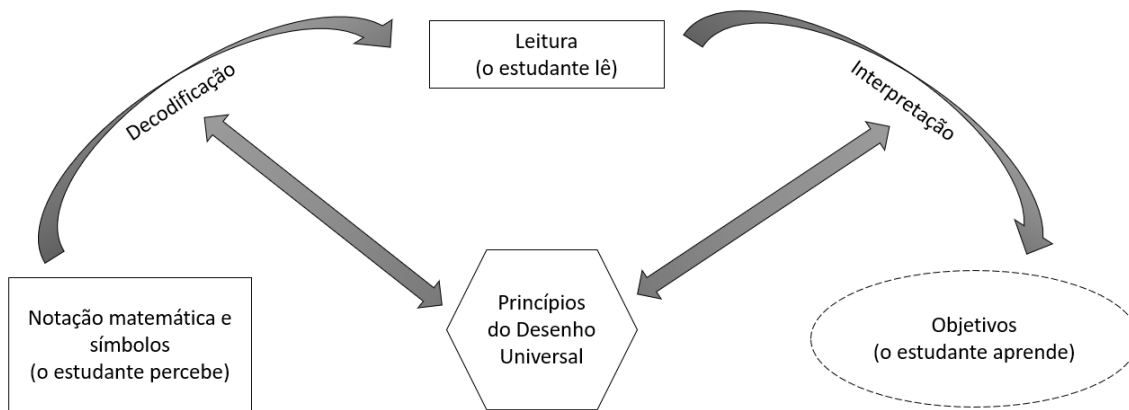 Decodificação
Leitura
(o estudante lê)
Interpretação
Notação matemática e
símbolos
(o estudante percebe)
Princípios
do Desenho
Universal
Objetivos
(o estudante aprende)